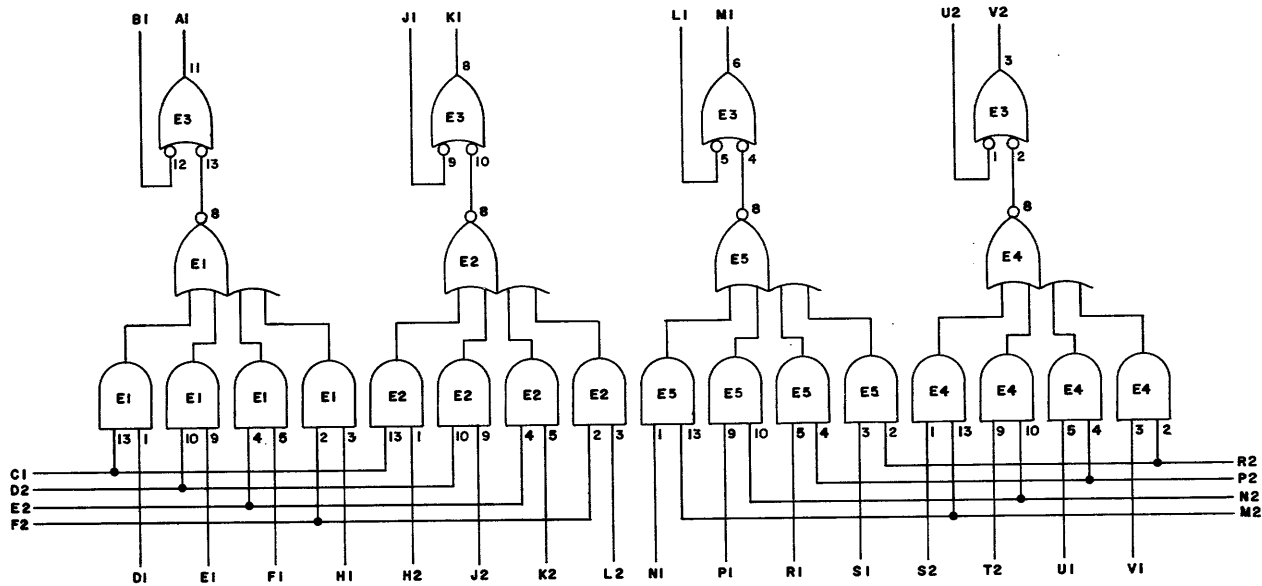 B1 A1 J1 K1 L1 M1 U2 V2
11 8 6 3
E3 E3 E3 E3
12 13 9 10 5 4 1 2
8 8 8 8
E1 E2 E5 E4
E1 E1 E1 E1 E2 E2 E2 E2 E5 E5 E5 E5 E4 E4 E4 E4
13 1 10 9 4 5 2 3 13 1 10 9 4 5 2 3 1 13 9 10 5 4 3 2 1 13 9 10 5 4 3 2
C1 R2
D2 P2
E2 N2
F2 M2
D1 E1 F1 H1 H2 J2 K2 L2 N1 P1 R1 S1 S2 T2 U1 V1